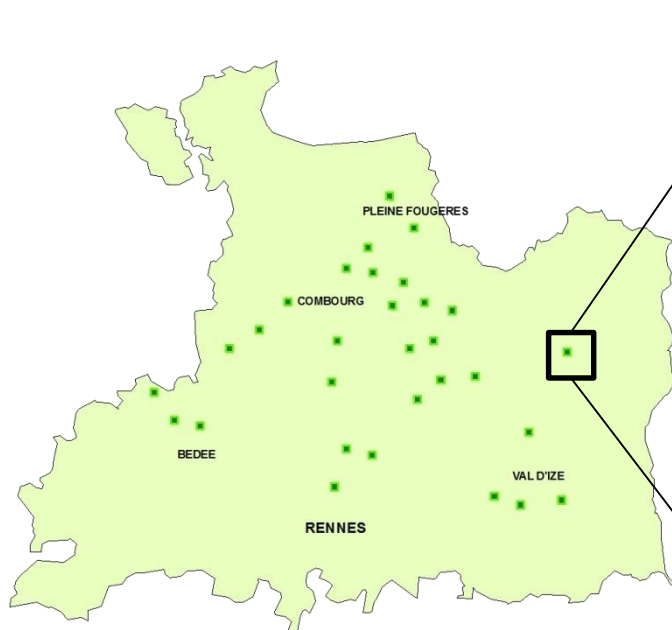 PLEINE FOUGERES
COMBOURG
BEDEE
VAL D'IZE
RENNES